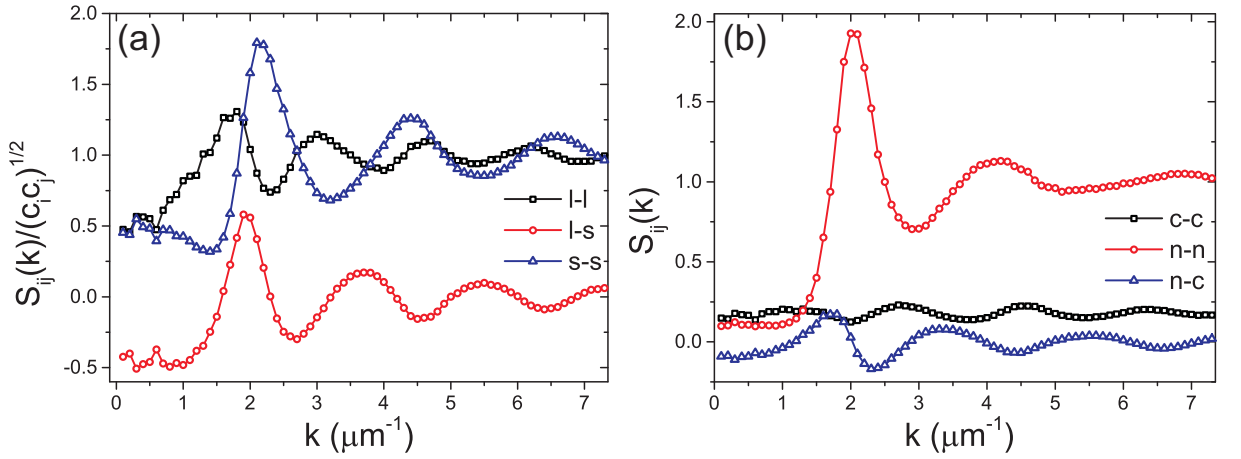 (a)
S_ij(k)/(c_i c_j)^1/2
2.0
1.5
1.0
0.5
0.0
-0.5
0 1 2 3 4 5 6 7
k (μm⁻¹)
l-l
l-s
s-s
(b)
S_ij(k)
2.0
1.5
1.0
0.5
0.0
0 1 2 3 4 5 6 7
k (μm⁻¹)
c-c
n-n
n-c